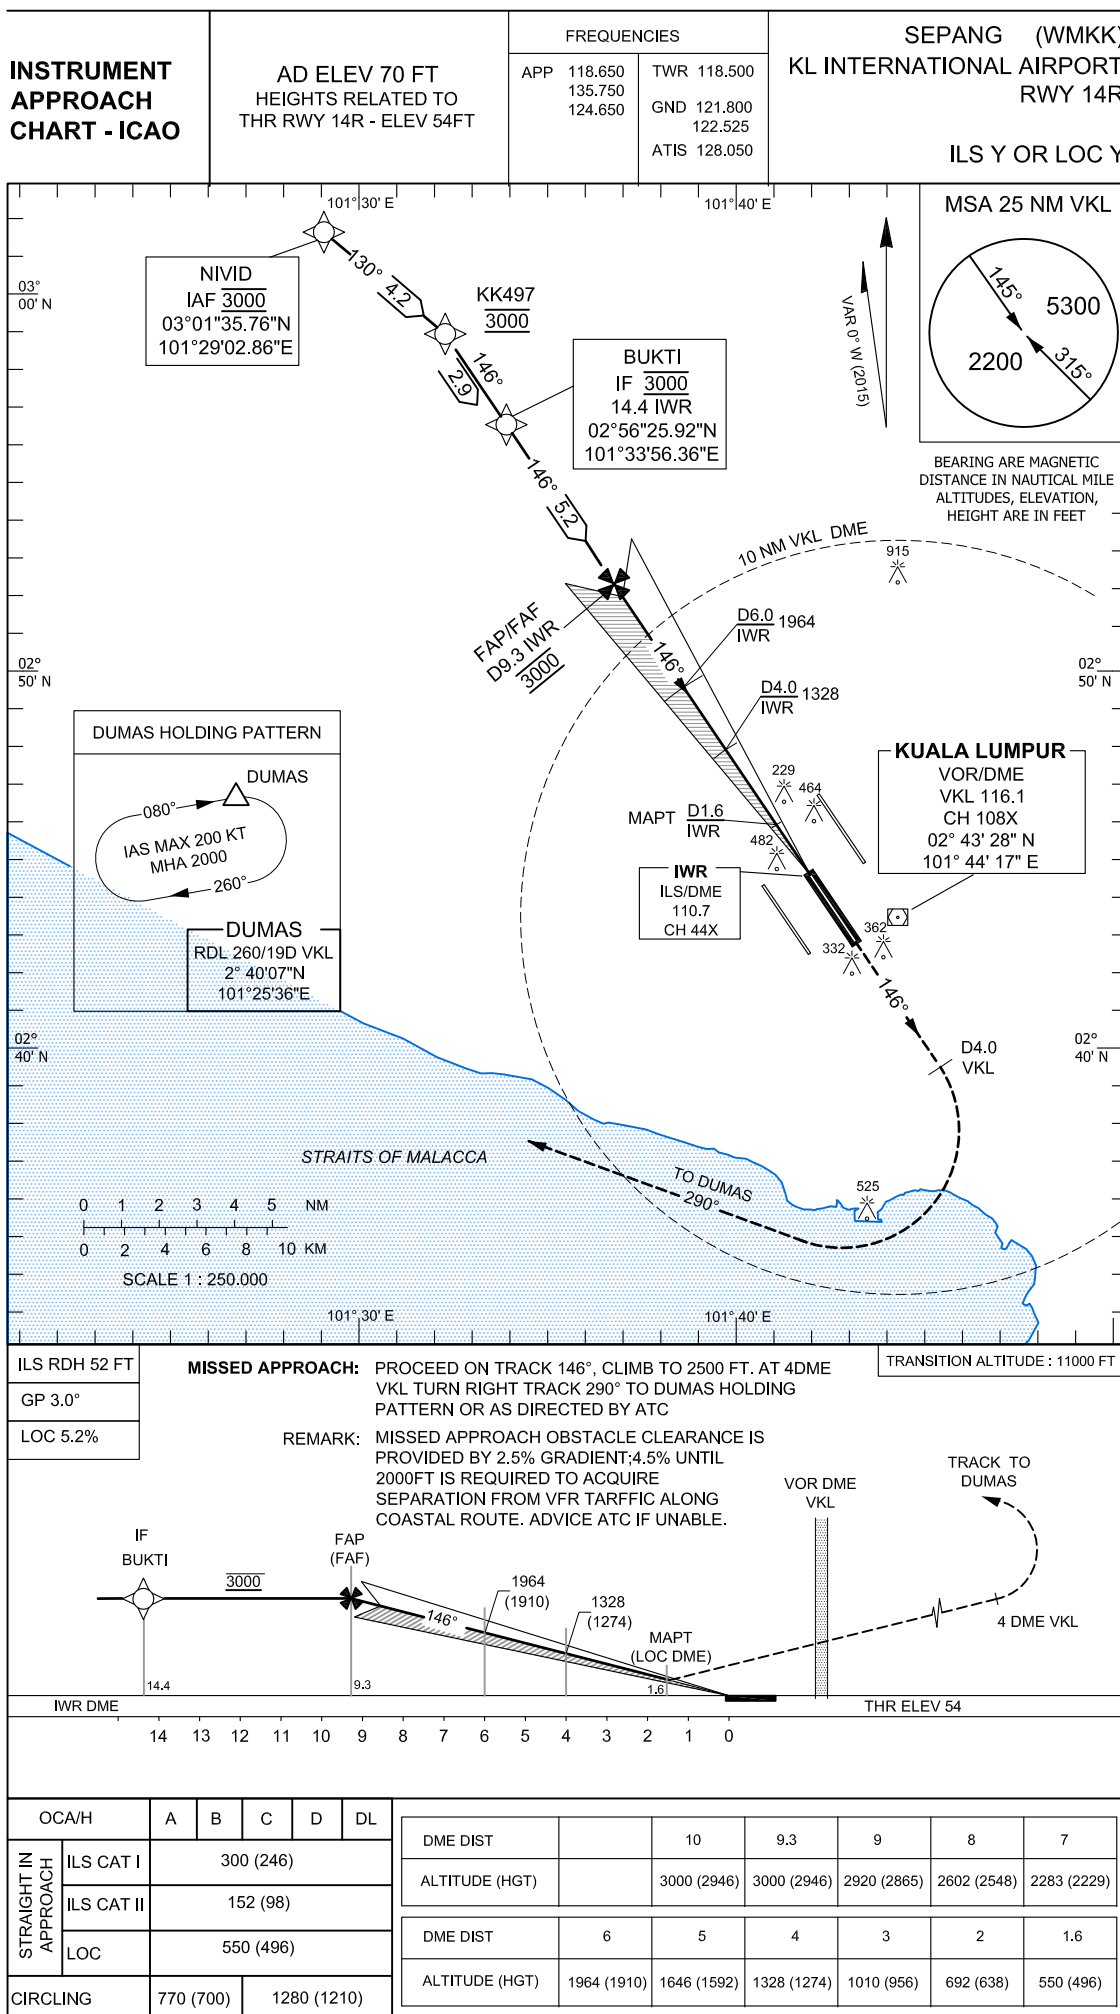 INSTRUMENT
APPROACH
CHART - ICAO
AD ELEV 70 FT
HEIGHTS RELATED TO
THR RWY 14R - ELEV 54FT
FREQUENCIES
APP 118.650
135.750
124.650
TWR 118.500
GND 121.800
122.525
ATIS 128.050
SEPANG (WMKK)
KL INTERNATIONAL AIRPORT
RWY 14R
ILS Y OR LOC Y
101° 30' E
101° 40' E
MSA 25 NM VKL
145°
5300
2200
315°
VAR 0° W (2015)
BEARING ARE MAGNETIC
DISTANCE IN NAUTICAL MILE
ALTITUDES, ELEVATION,
HEIGHT ARE IN FEET
03°
00' N
NIVID
IAF 3000
03°01"35.76"N
101°29'02.86"E
130° 4.2
KK497
3000
146°
2.9
BUKTI
IF 3000
14.4 IWR
02°56"25.92"N
101°33'56.36"E
146° 5.2
10 NM VKL DME
915
FAP/FAF
D9.3 IWR
3000
146°
D6.0 1964
IWR
D4.0 1328
IWR
02°
50' N
02°
50' N
DUMAS HOLDING PATTERN
DUMAS
080°
IAS MAX 200 KT
MHA 2000
260°
DUMAS
RDL 260/19D VKL
2° 40'07"N
101°25'36"E
KUALA LUMPUR
VOR/DME
VKL 116.1
CH 108X
02° 43' 28" N
101° 44' 17" E
229
464
MAPT D1.6
IWR
482
IWR
ILS/DME
110.7
CH 44X
362
332
146°
02°
40' N
02°
40' N
D4.0
VKL
STRAITS OF MALACCA
TO DUMAS
290°
525
0 1 2 3 4 5 NM
0 2 4 6 8 10 KM
SCALE 1 : 250.000
101° 30' E
101° 40' E
ILS RDH 52 FT
GP 3.0°
LOC 5.2%
TRANSITION ALTITUDE : 11000 FT
MISSED APPROACH: PROCEED ON TRACK 146°, CLIMB TO 2500 FT. AT 4DME
VKL TURN RIGHT TRACK 290° TO DUMAS HOLDING
PATTERN OR AS DIRECTED BY ATC
REMARK: MISSED APPROACH OBSTACLE CLEARANCE IS
PROVIDED BY 2.5% GRADIENT;4.5% UNTIL
2000FT IS REQUIRED TO ACQUIRE
SEPARATION FROM VFR TARFFIC ALONG
COASTAL ROUTE. ADVICE ATC IF UNABLE.
VOR DME
VKL
TRACK TO
DUMAS
IF
BUKTI
3000
FAP
(FAF)
146°
1964
(1910)
1328
(1274)
MAPT
(LOC DME)
4 DME VKL
14.4
9.3
1.6
IWR DME
THR ELEV 54
14 13 12 11 10 9 8 7 6 5 4 3 2 1 0
OCA/H A B C D DL
STRAIGHT IN
APPROACH
ILS CAT I 300 (246)
ILS CAT II 152 (98)
LOC 550 (496)
CIRCLING 770 (700) 1280 (1210)
DME DIST 10 9.3 9 8 7
ALTITUDE (HGT) 3000 (2946) 3000 (2946) 2920 (2865) 2602 (2548) 2283 (2229)
DME DIST 6 5 4 3 2 1.6
ALTITUDE (HGT) 1964 (1910) 1646 (1592) 1328 (1274) 1010 (956) 692 (638) 550 (496)